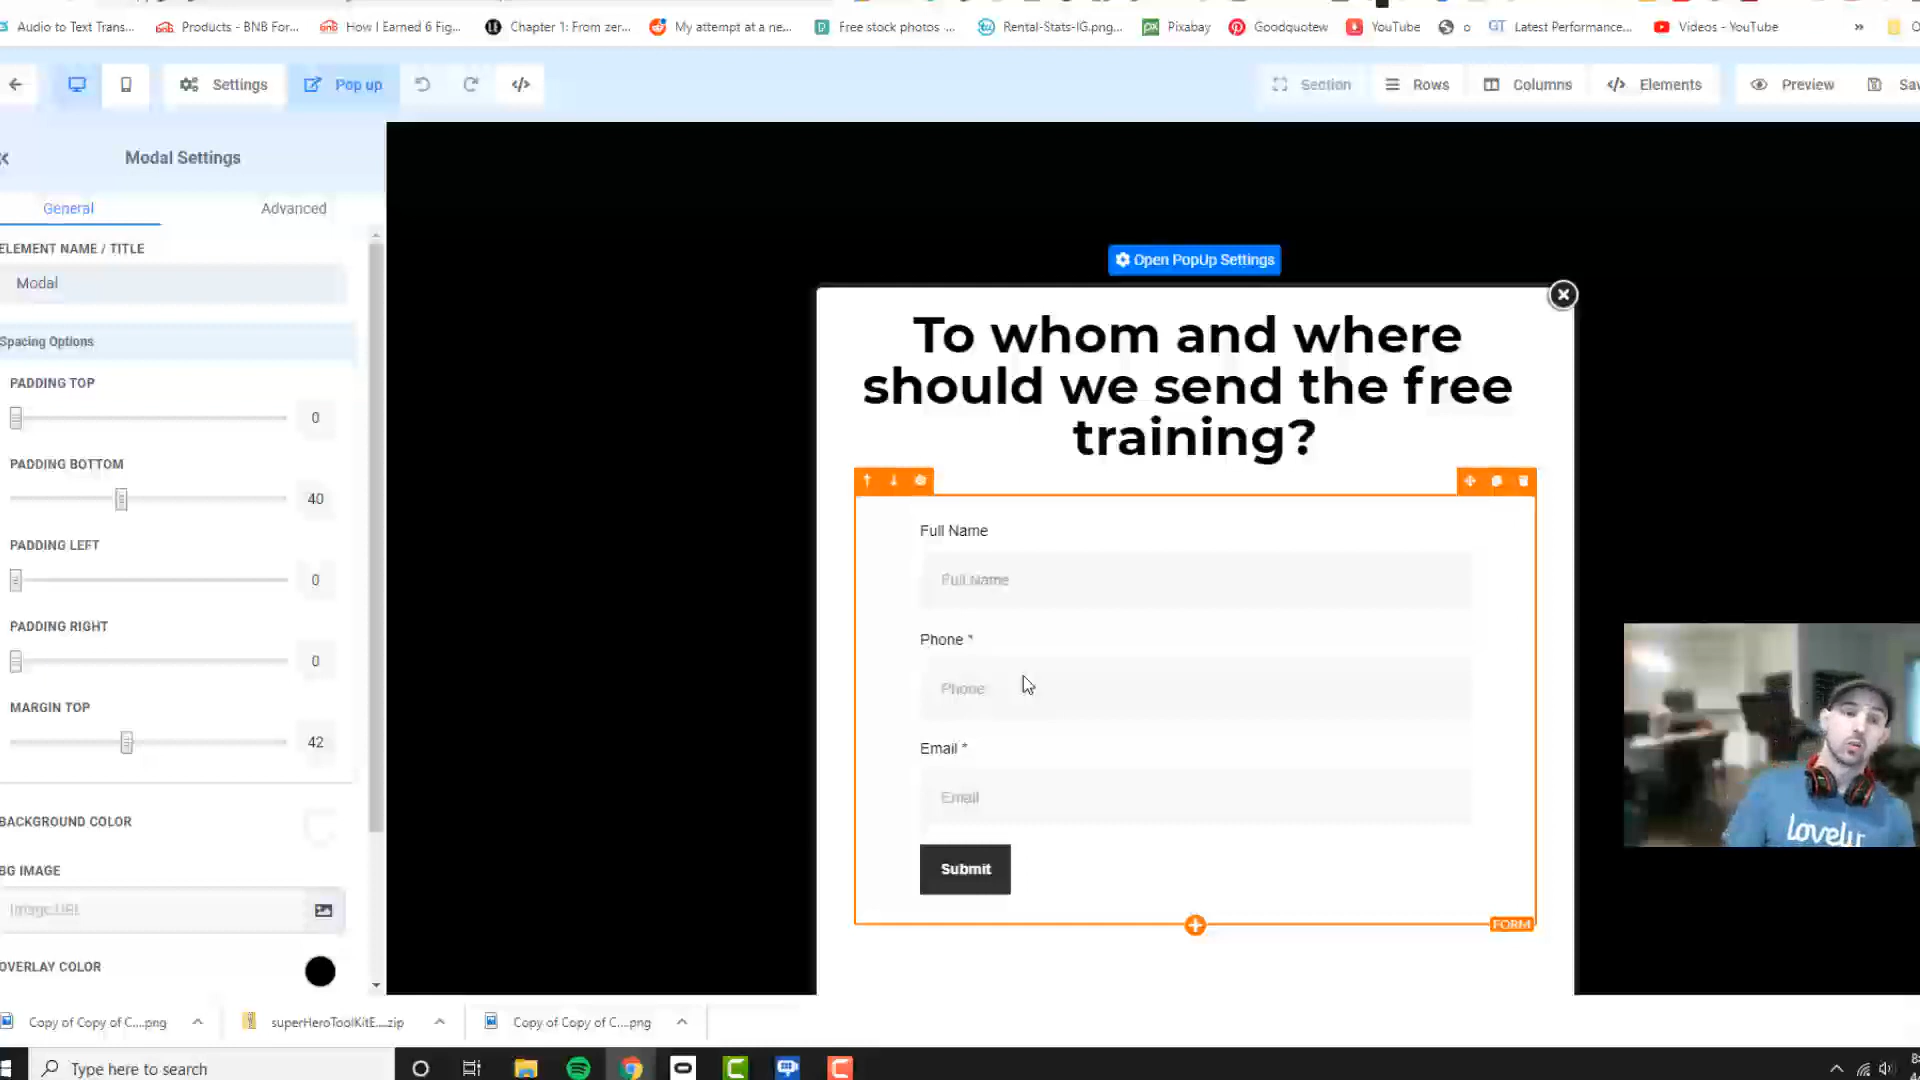 Audio to Text Trans...
Products - BNB For...
How I Earned 6 Fig...
Chapter 1: From zer...
My attempt at a ne...
Free stock photos ...
Rental-Stats-IG.png...
Pixabay
Goodquotew
YouTube
o
Latest Performance...
Videos - YouTube
»
Settings
Pop up
Section
Rows
Columns
Elements
Preview
Modal Settings
General
Advanced
ELEMENT NAME / TITLE
Modal
Spacing Options
PADDING TOP
0
PADDING BOTTOM
40
PADDING LEFT
0
PADDING RIGHT
0
MARGIN TOP
42
BACKGROUND COLOR
BG IMAGE
Image URL
OVERLAY COLOR
Open PopUp Settings
To whom and where
should we send the free
training?
Full Name
Full Name
Phone *
Phone
Email *
Email
Submit
FORM
lovely
Copy of Copy of C....png
superHeroToolKitE....zip
Copy of Copy of C....png
Type here to search